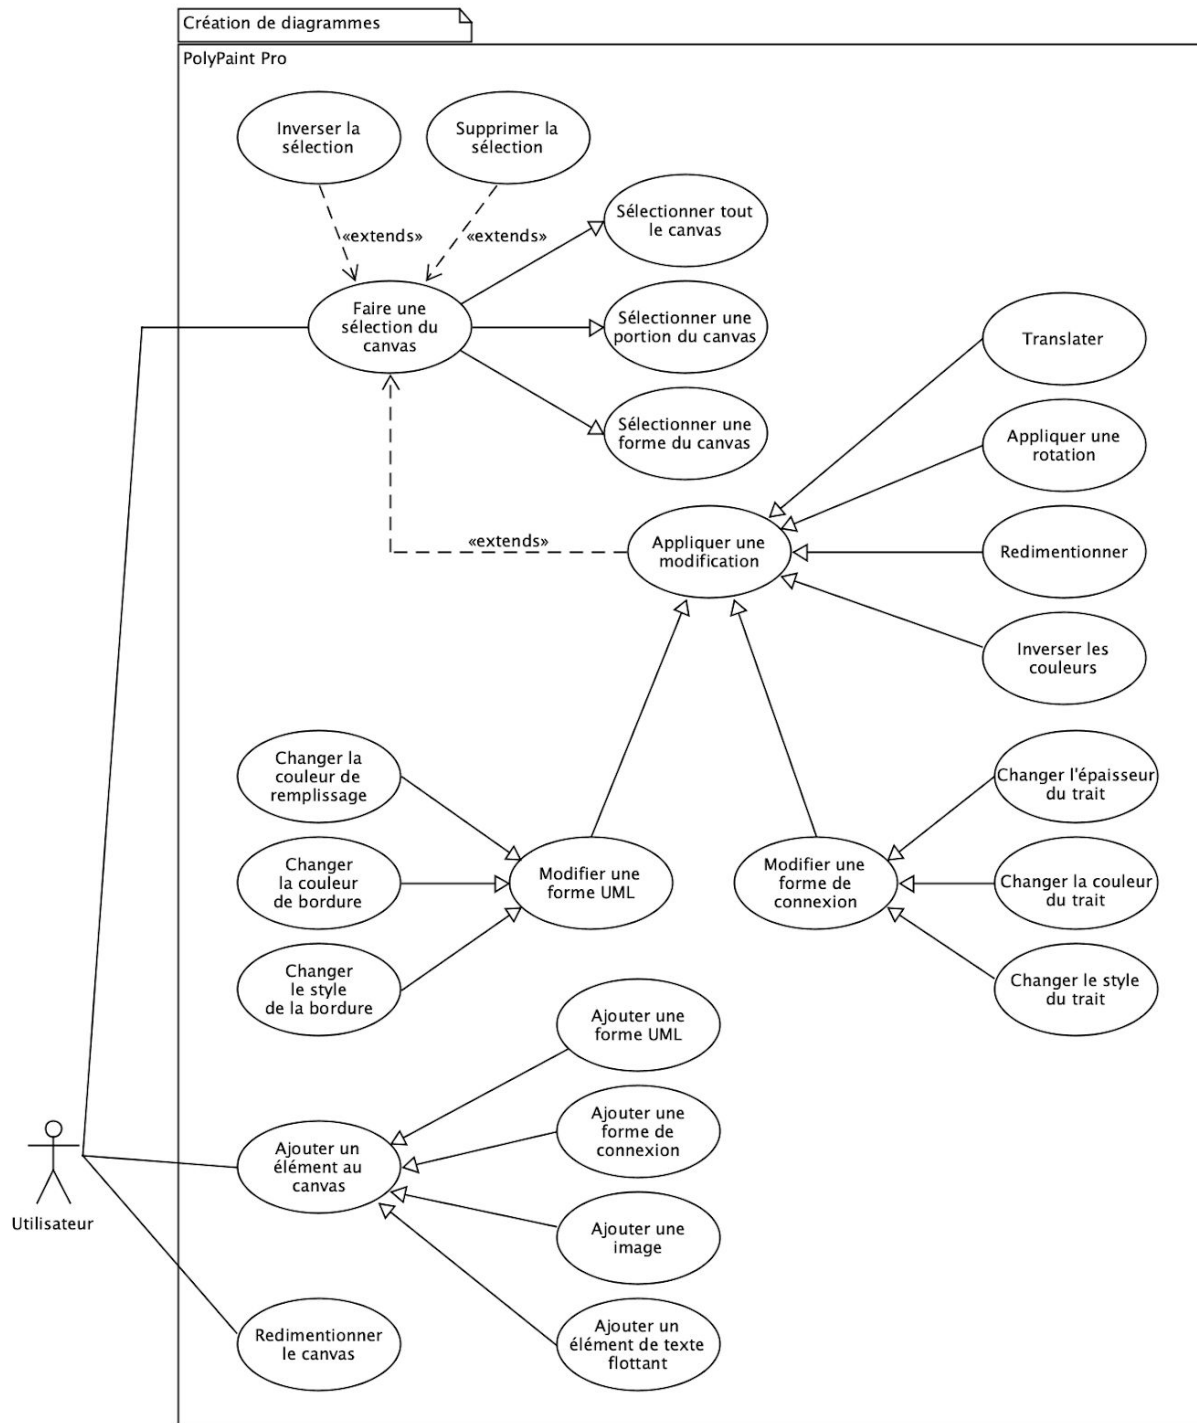 Création de diagrammes
PolyPaint Pro
Inverser la
sélection
Supprimer la
sélection
«extends»
«extends»
Sélectionner tout
le canvas
Faire une
sélection du
canvas
Sélectionner une
portion du canvas
Sélectionner une
forme du canvas
Translater
Appliquer une
rotation
«extends»
Appliquer une
modification
Redimentionner
Inverser les
couleurs
Changer la
couleur de
remplissage
Changer
la couleur
de bordure
Changer
le style
de la bordure
Modifier une
forme UML
Modifier une
forme de
connexion
Changer l'épaisseur
du trait
Changer la couleur
du trait
Changer le style
du trait
Ajouter une
forme UML
Ajouter une
forme de
connexion
Ajouter un
élément au
canvas
Utilisateur
Ajouter une
image
Redimentionner
le canvas
Ajouter un
élément de texte
flottant